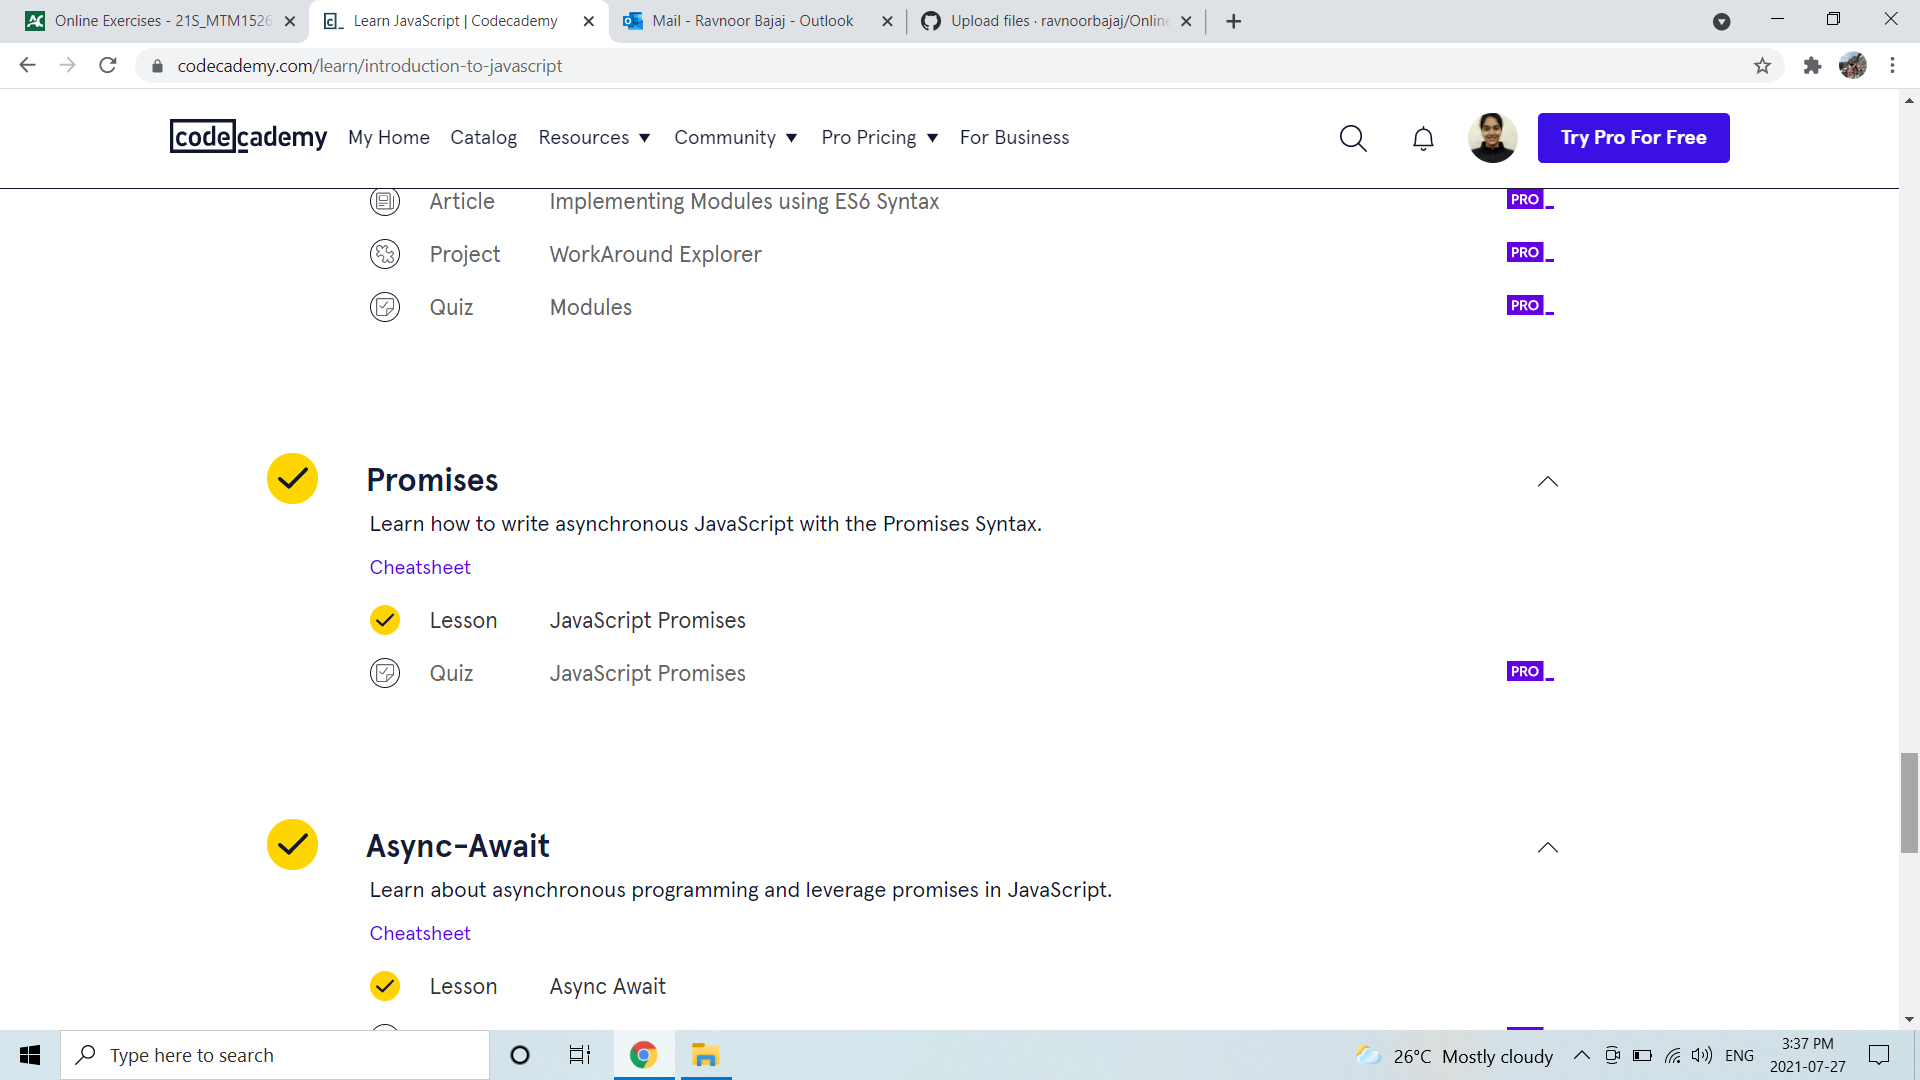 Online Exercises - 21S_MTM1526
Learn JavaScript | Codecademy
Mail - Ravnoor Bajaj - Outlook
Upload files · ravnoorbajaj/Online
codecademy.com/learn/introduction-to-javascript
codecademy My Home Catalog Resources Community Pro Pricing For Business Try Pro For Free
Article Implementing Modules using ES6 Syntax PRO
Project WorkAround Explorer PRO
Quiz Modules PRO
Promises
Learn how to write asynchronous JavaScript with the Promises Syntax.
Cheatsheet
Lesson JavaScript Promises
Quiz JavaScript Promises PRO
Async-Await
Learn about asynchronous programming and leverage promises in JavaScript.
Cheatsheet
Lesson Async Await
Type here to search
26°C Mostly cloudy
ENG
3:37 PM
2021-07-27